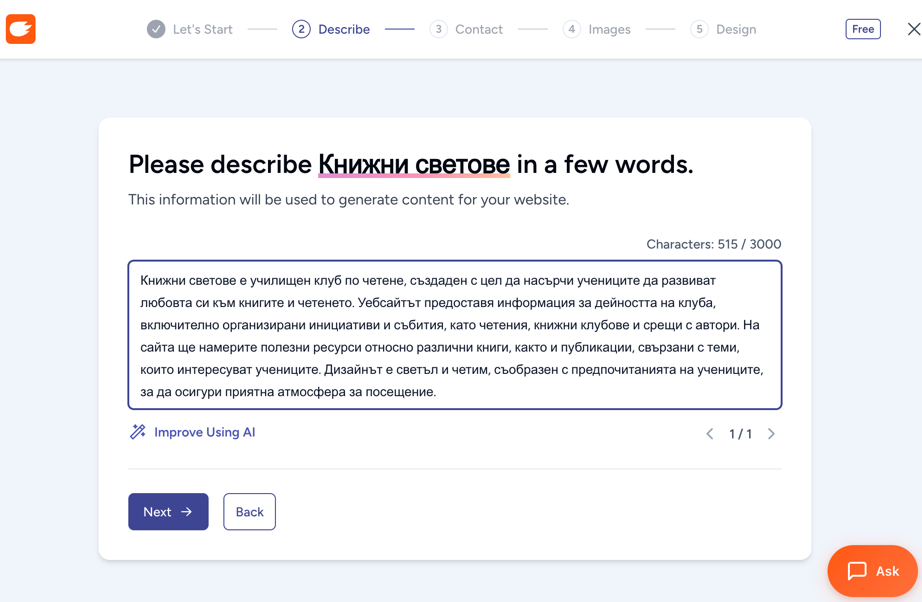 Let's Start
2 Describe
3 Contact
4 Images
5 Design
Free
Please describe Книжни светове in a few words.
This information will be used to generate content for your website.
Characters: 515 / 3000
Книжни светове е училищен клуб по четене, създаден с цел да насърчи учениците да развиват
любовта си към книгите и четенето. Уебсайтът предоставя информация за дейността на клуба,
включително организирани инициативи и събития, като четения, книжни клубове и срещи с автори. На
сайта ще намерите полезни ресурси относно различни книги, както и публикации, свързани с теми,
които интересуват учениците. Дизайнът е светъл и четим, съобразен с предпочитанията на учениците,
за да осигури приятна атмосфера за посещение.
Improve Using AI
1 / 1
Next
Back
Ask